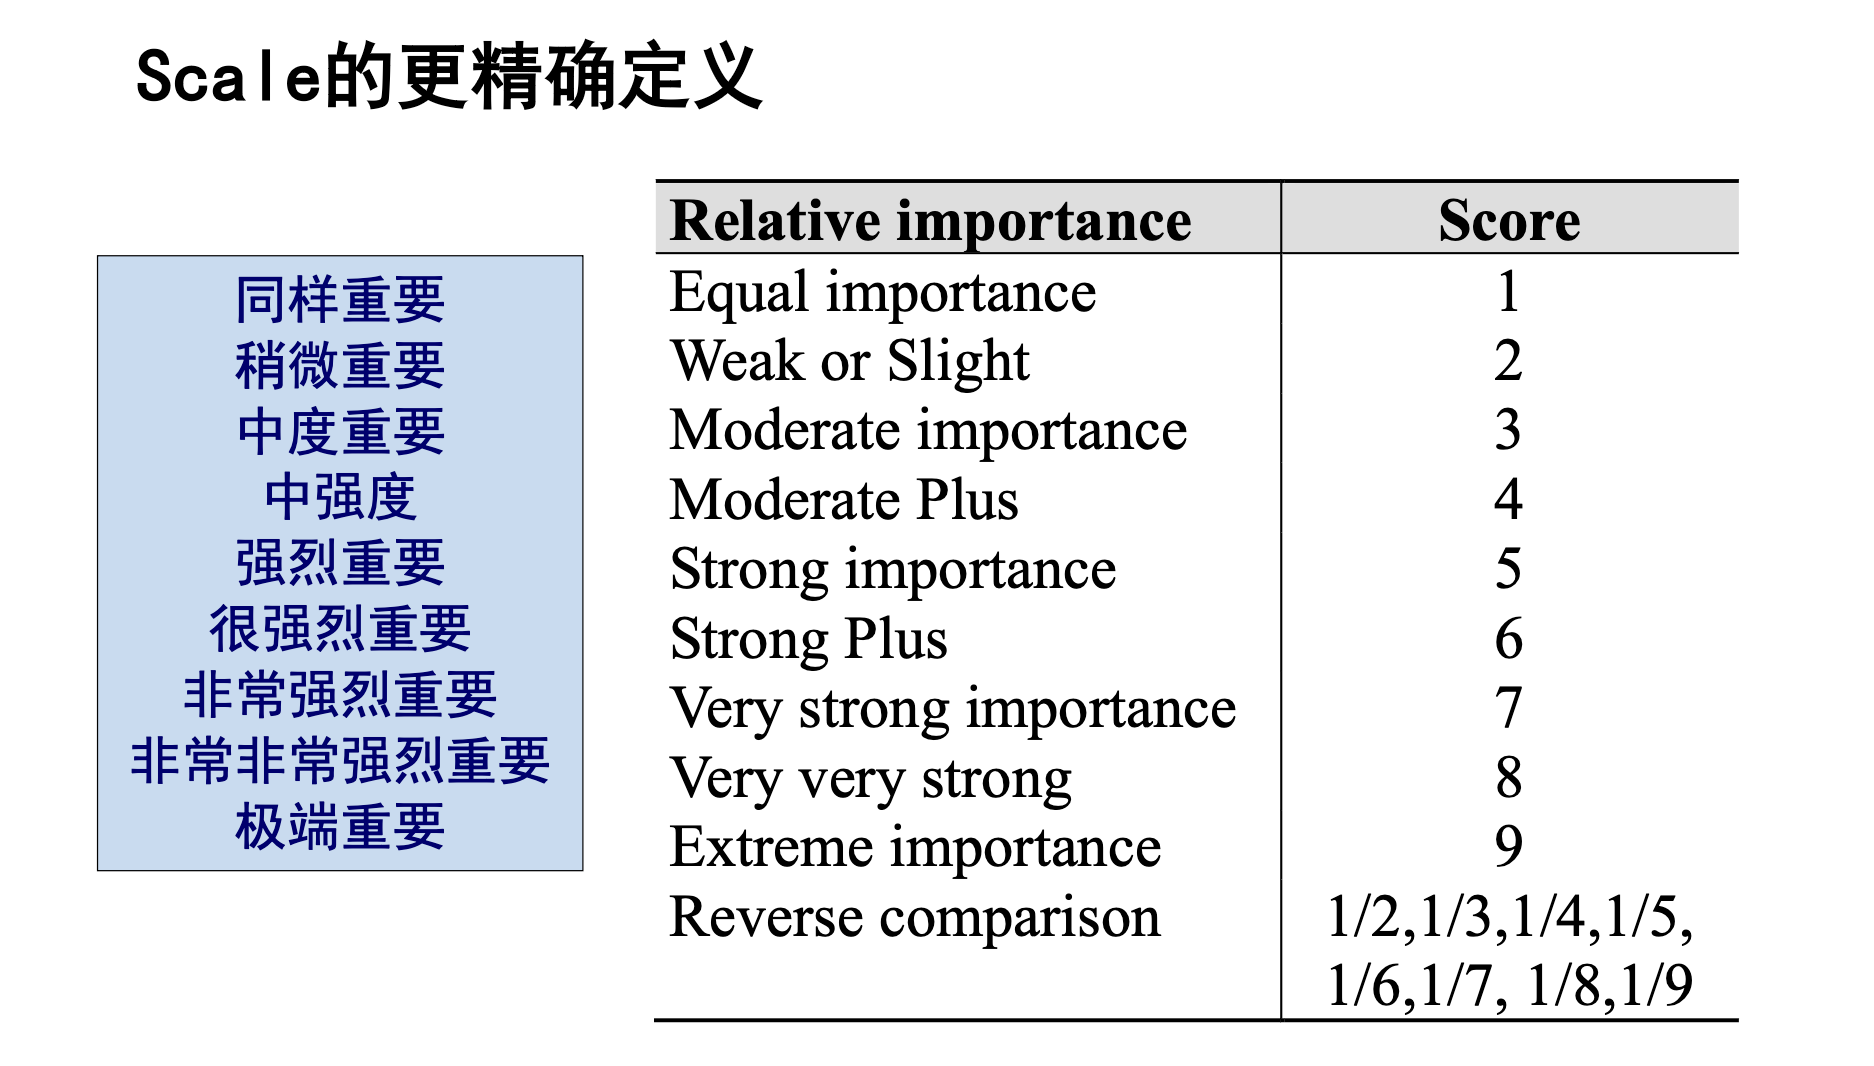 Scale的更精确定义
同样重要
稍微重要
中度重要
中强度
强烈重要
很强烈重要
非常强烈重要
非常非常强烈重要
极端重要
Relative importance Score
Equal importance 1
Weak or Slight 2
Moderate importance 3
Moderate Plus 4
Strong importance 5
Strong Plus 6
Very strong importance 7
Very very strong 8
Extreme importance 9
Reverse comparison 1/2,1/3,1/4,1/5,
1/6,1/7, 1/8,1/9